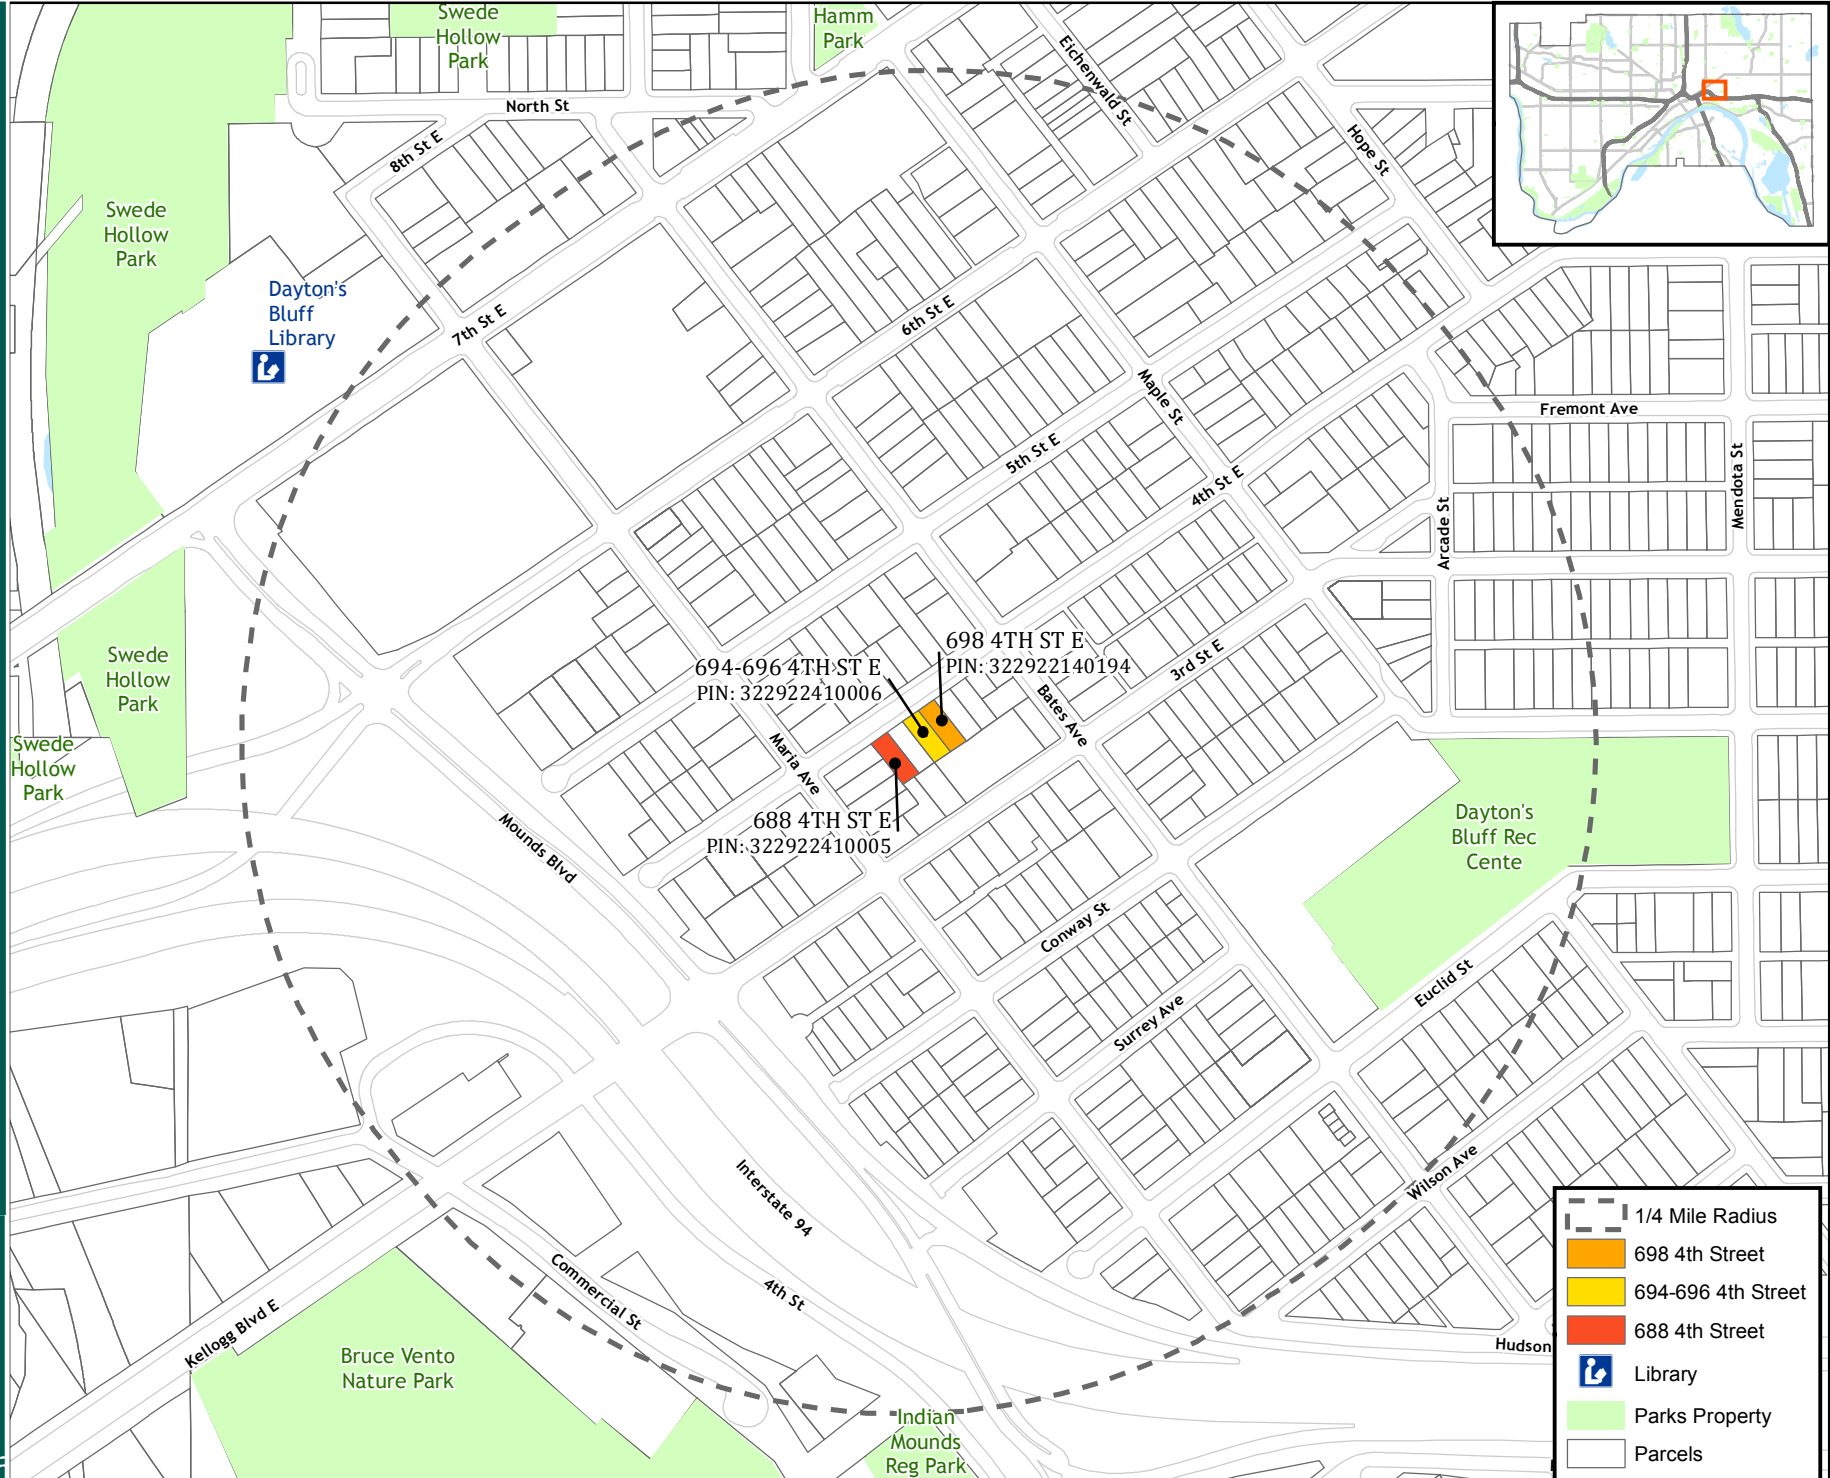 Swede
Hollow
Park
Hamm
Park
Eichenwald St
North St
8th St E
Hope St
Swede
Hollow
Park
Dayton's
Bluff
Library
7th St E
6th St E
Maple St
Fremont Ave
5th St E
4th St E
Mendota St
Arcade St
698 4TH ST E
PIN: 322922140194
694-696 4TH ST E
PIN: 322922410006
3rd St E
Swede
Hollow
Park
Bates Ave
Maria Ave
Swede
Hollow
Park
688 4TH ST E
PIN: 322922410005
Mounds Blvd
Dayton's
Bluff Rec
Cente
Conway St
Euclid St
Surrey Ave
Interstate 94
Wilson Ave
4th St
Commercial St
Kellogg Blvd E
Hudson
Bruce Vento
Nature Park
Indian
Mounds
Reg Park
1/4 Mile Radius
698 4th Street
694-696 4th Street
688 4th Street
Library
Parks Property
Parcels